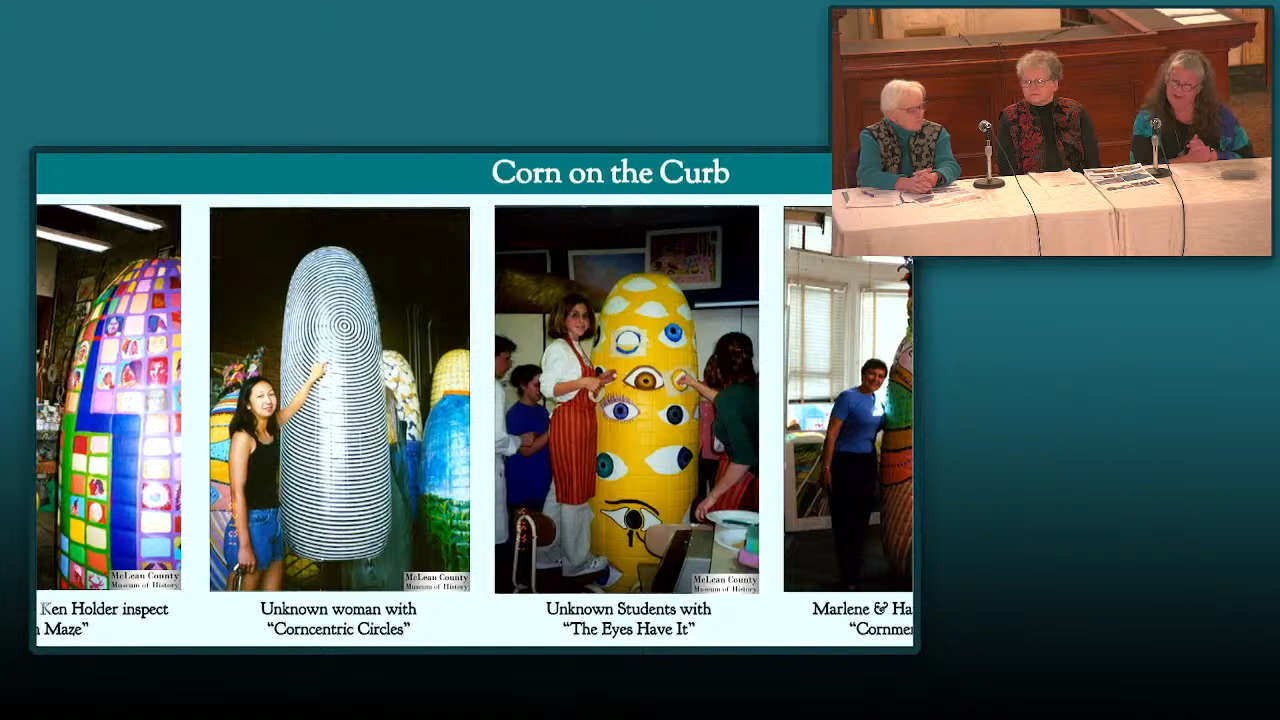 Corn on the Curb
McLean County
Museum of History
McLean County
Museum of History
McLean County
Museum of History
Ken Holder inspect
Maze”
Unknown woman with
“Corncentric Circles”
Unknown Students with
“The Eyes Have It”
Marlene & Ha
“Cornme